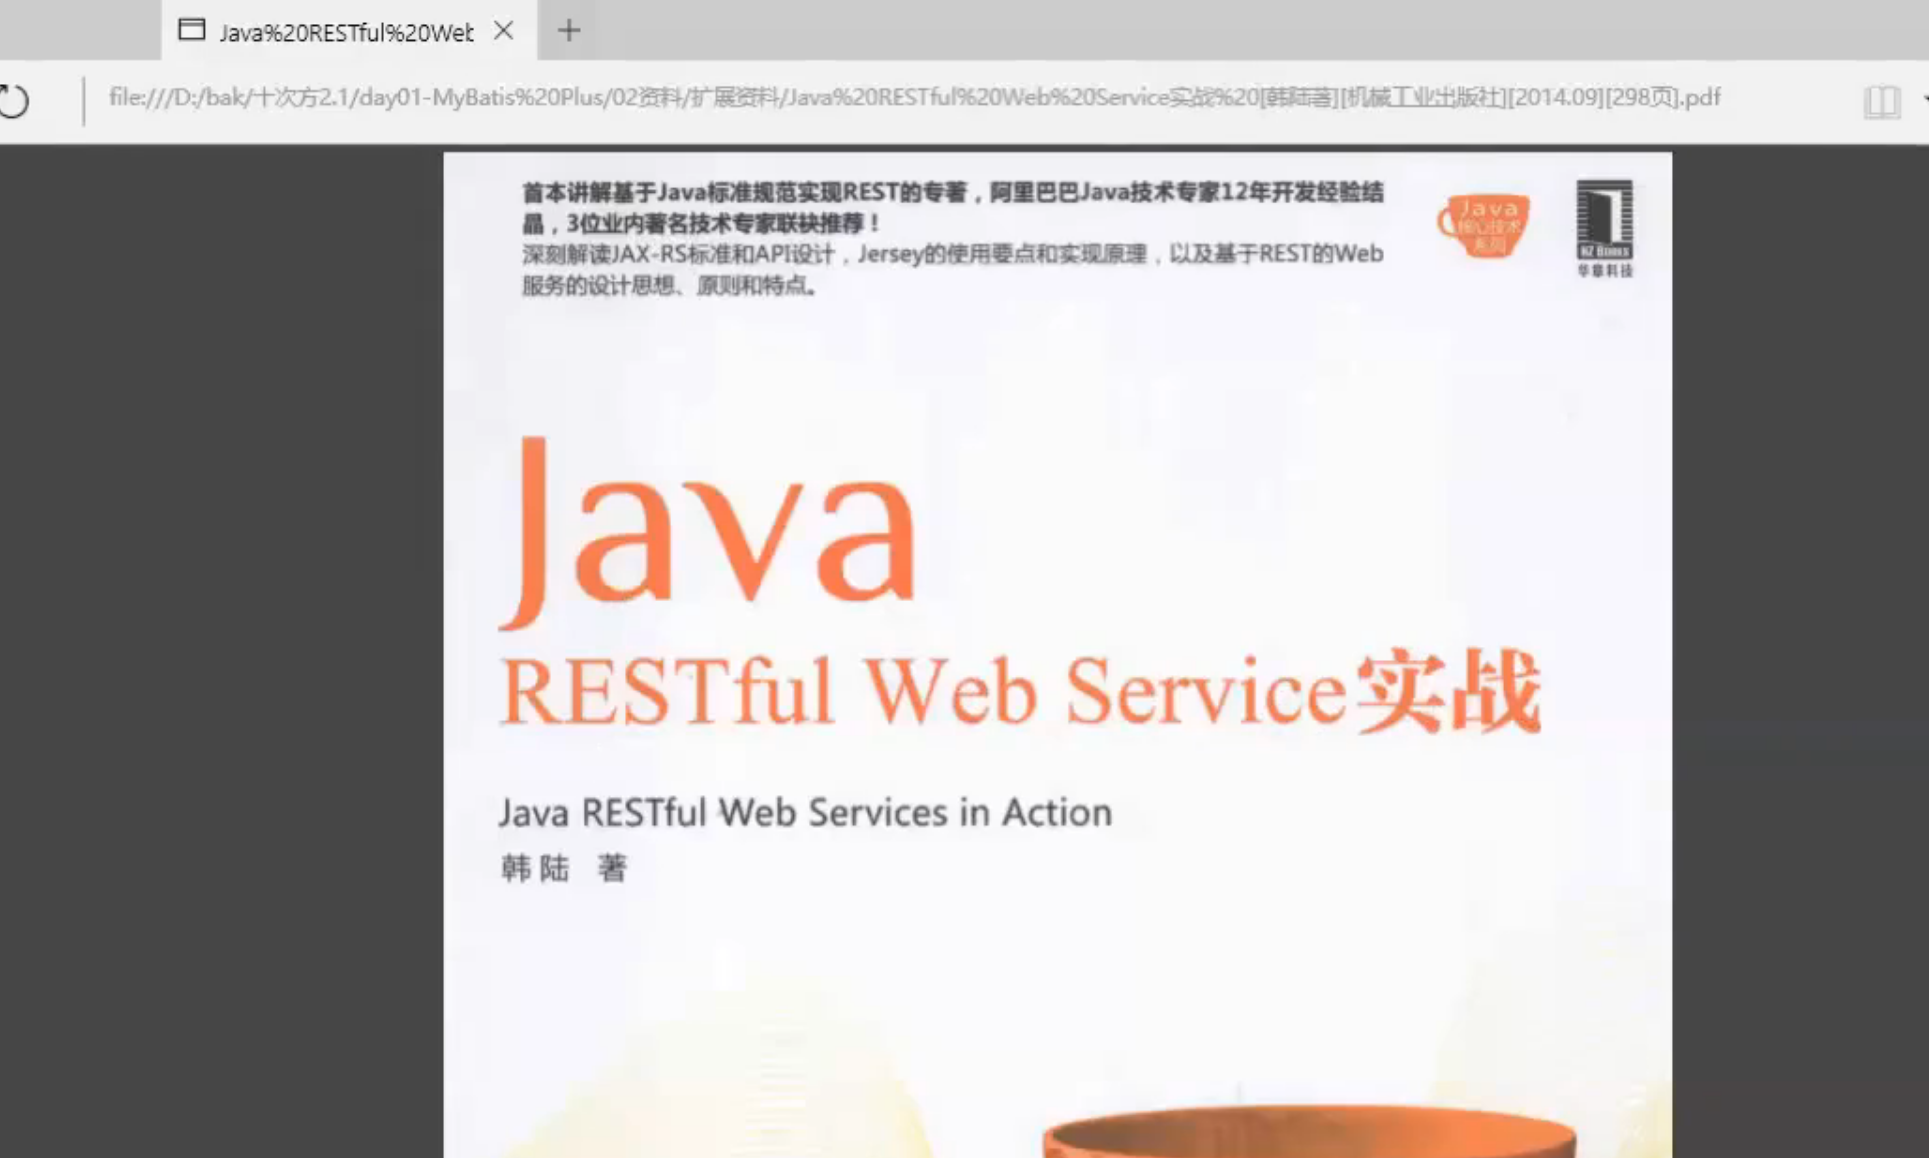 Java%20RESTful%20Web
file:///D:/bak/十次方2.1/day01-MyBatis%20Plus/02资料/扩展资料/Java%20RESTful%20Web%20Service实战%20[韩陆著][机械工业出版社][2014.09][298页].pdf
首本讲解基于Java标准规范实现REST的专著，阿里巴巴Java技术专家12年开发经验结
晶，3位业内著名技术专家联袂推荐！
深刻解读JAX-RS标准和API设计，Jersey的使用要点和实现原理，以及基于REST的Web
服务的设计思想、原则和特点。
Java
核心技术
系列
HZ Books
华章科技
Java
RESTful Web Service实战
Java RESTful Web Services in Action
韩陆 著